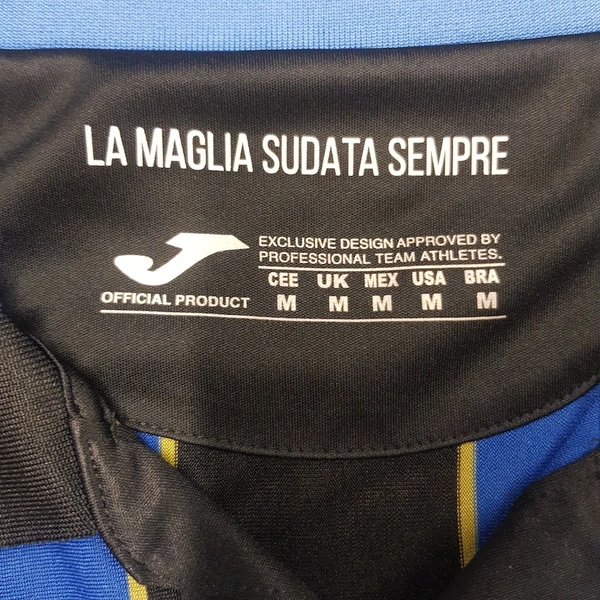 LA MAGLIA SUDATA SEMPRE
EXCLUSIVE DESIGN APPROVED BY
PROFESSIONAL TEAM ATHLETES.
CEE UK MEX USA BRA
OFFICIAL PRODUCT M M M M M